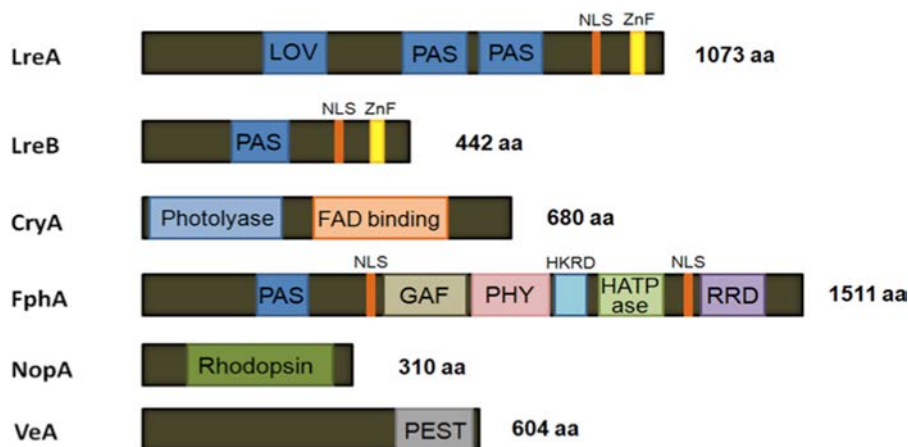 NLS ZnF
LreA LOV PAS PAS 1073 aa
NLS ZnF
LreB PAS 442 aa
CryA Photolyase FAD binding 680 aa
NLS HKRD NLS
FphA PAS GAF PHY HATP ase RRD 1511 aa
NopA Rhodopsin 310 aa
VeA PEST 604 aa